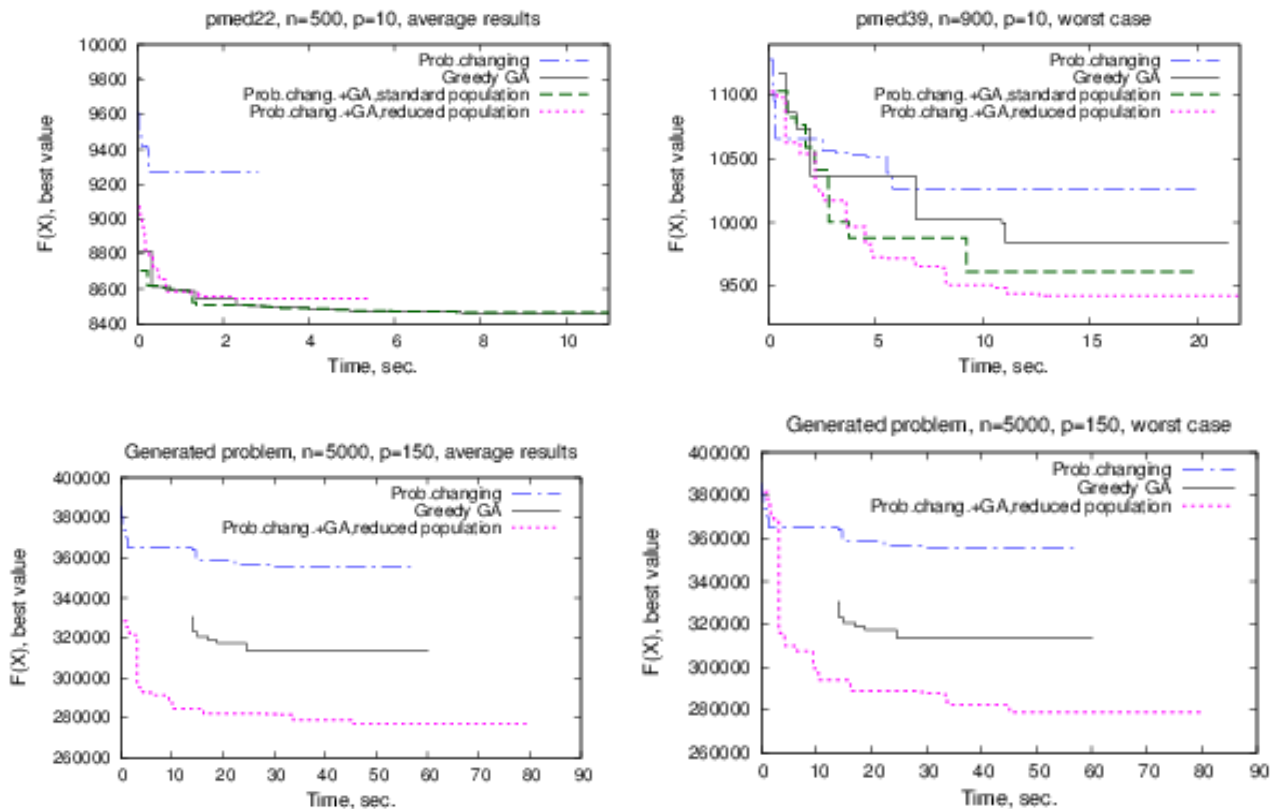 pmed22, n=500, p=10, average results
10000
9800
9600
9400
9200
9000
8800
8600
8400
F(X), best value
Prob.changing
Greedy GA
Prob.chang.+GA,standard population
Prob.chang.+GA,reduced population
0
2
4
6
8
10
Time, sec.
pmed39, n=900, p=10, worst case
11000
10500
10000
9500
F(X), best value
Prob.changing
Greedy GA
Prob.chang.+GA,standard population
Prob.chang.+GA,reduced population
0
5
10
15
20
Time, sec.
Generated problem, n=5000, p=150, average results
400000
380000
360000
340000
320000
300000
280000
260000
F(X), best value
Prob.changing
Greedy GA
Prob.chang.+GA,reduced population
0
10
20
30
40
50
60
70
80
90
Time, sec.
Generated problem, n=5000, p=150, worst case
400000
380000
360000
340000
320000
300000
280000
260000
F(X), best value
Prob.changing
Greedy GA
Prob.chang.+GA,reduced population
0
10
20
30
40
50
60
70
80
90
Time, sec.